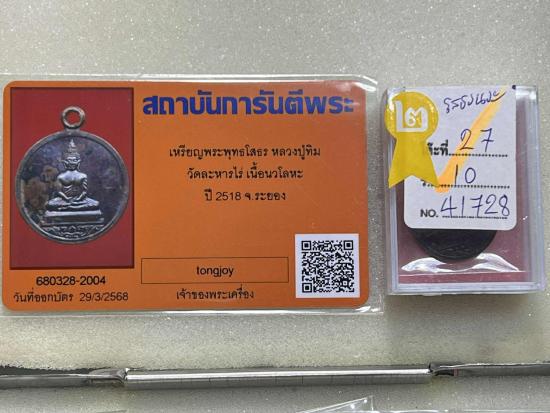 สถาบันการันตีพระ
เหรียญพระพุทธโสธร หลวงปู่ทิม
วัดละหารไร่ เนื้อนวโลหะ
ปี 2518 จ.ระยอง
680328-2004
วันที่ออกบัตร 29/3/2568
tongjoy
เจ้าของพระเครื่อง
๒
27
10
NO. 41728